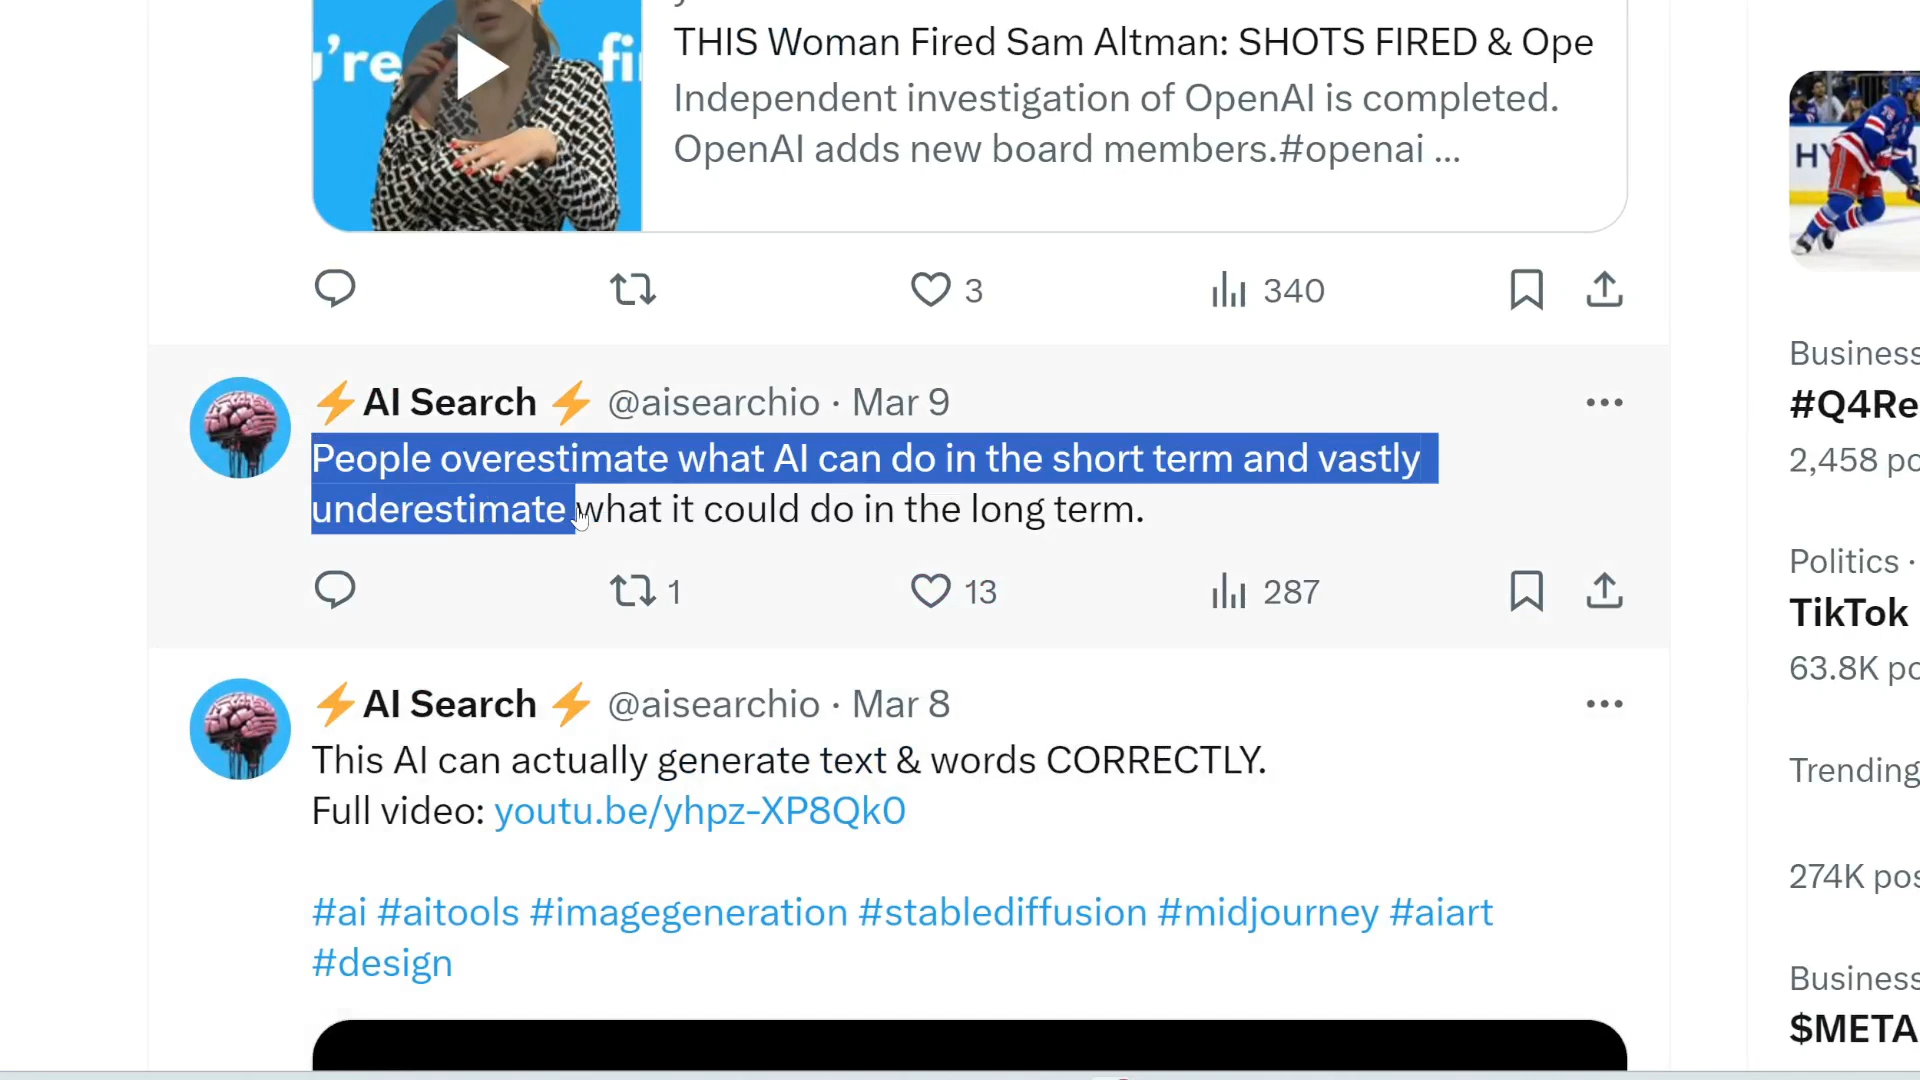 THIS Woman Fired Sam Altman: SHOTS FIRED & Ope
Independent investigation of OpenAI is completed.
OpenAI adds new board members.#openai ...
're fi
3
340
⚡AI Search ⚡ @aisearchio · Mar 9
People overestimate what AI can do in the short term and vastly
underestimate what it could do in the long term.
1
13
287
⚡AI Search ⚡ @aisearchio · Mar 8
This AI can actually generate text & words CORRECTLY.
Full video: youtu.be/yhpz-XP8Qk0
#ai #aitools #imagegeneration #stablediffusion #midjourney #aiart
#design
Business
#Q4Re
2,458 po
Politics ·
TikTok
63.8K po
Trending
274K pos
Business
$META